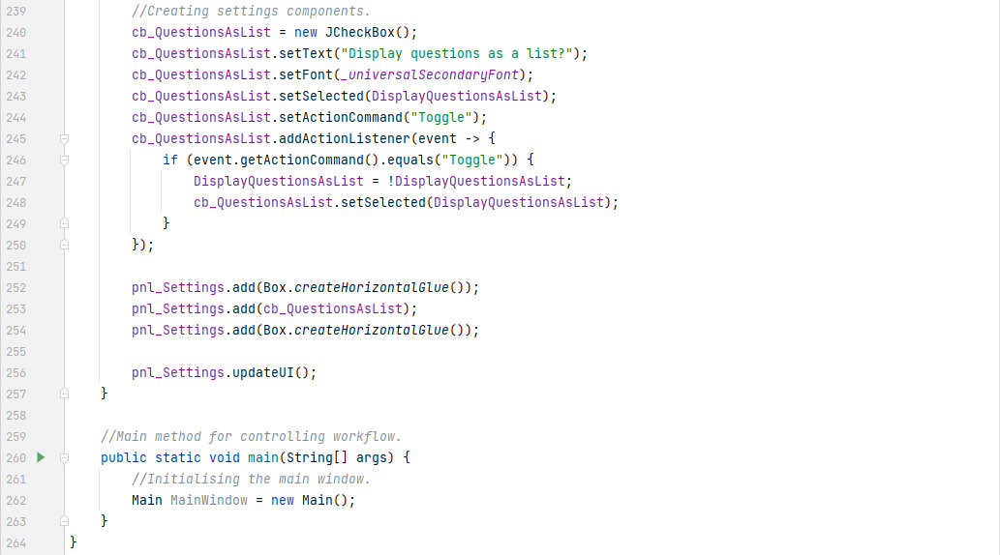 239 //Creating settings components.
240 cb_QuestionsAsList = new JCheckBox();
241 cb_QuestionsAsList.setText("Display questions as a list?");
242 cb_QuestionsAsList.setFont(_universalSecondaryFont);
243 cb_QuestionsAsList.setSelected(DisplayQuestionsAsList);
244 cb_QuestionsAsList.setActionCommand("Toggle");
245 cb_QuestionsAsList.addActionListener(event -> {
246 if (event.getActionCommand().equals("Toggle")) {
247 DisplayQuestionsAsList = !DisplayQuestionsAsList;
248 cb_QuestionsAsList.setSelected(DisplayQuestionsAsList);
249 }
250 });
251
252 pnl_Settings.add(Box.createHorizontalGlue());
253 pnl_Settings.add(cb_QuestionsAsList);
254 pnl_Settings.add(Box.createHorizontalGlue());
255
256 pnl_Settings.updateUI();
257 }
258
259 //Main method for controlling workflow.
260 public static void main(String[] args) {
261 //Initialising the main window.
262 Main MainWindow = new Main();
263 }
264 }